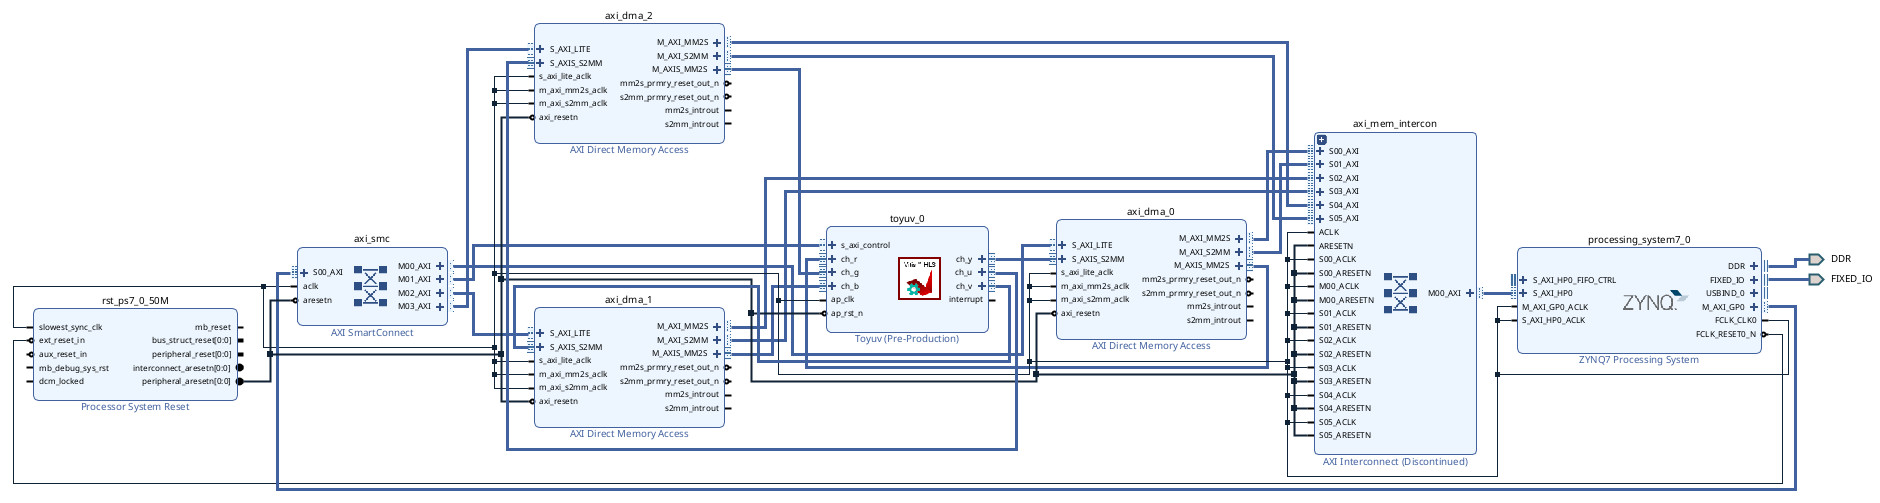 axi_dma_2
S_AXI_LITE
S_AXIS_S2MM
s_axi_lite_aclk
m_axi_mm2s_aclk
m_axi_s2mm_aclk
axi_resetn
M_AXI_MM2S
M_AXI_S2MM
M_AXIS_MM2S
mm2s_prmry_reset_out_n
s2mm_prmry_reset_out_n
mm2s_introut
s2mm_introut
AXI Direct Memory Access
rst_ps7_0_50M
slowest_sync_clk
ext_reset_in
aux_reset_in
mb_debug_sys_rst
dcm_locked
mb_reset
bus_struct_reset[0:0]
peripheral_reset[0:0]
interconnect_aresetn[0:0]
peripheral_aresetn[0:0]
Processor System Reset
axi_smc
S00_AXI
aclk
aresetn
M00_AXI
M01_AXI
M02_AXI
M03_AXI
AXI SmartConnect
axi_dma_1
S_AXI_LITE
S_AXIS_S2MM
s_axi_lite_aclk
m_axi_mm2s_aclk
m_axi_s2mm_aclk
axi_resetn
M_AXI_MM2S
M_AXI_S2MM
M_AXIS_MM2S
mm2s_prmry_reset_out_n
s2mm_prmry_reset_out_n
mm2s_introut
s2mm_introut
AXI Direct Memory Access
toyuv_0
s_axi_control
ch_r
ch_g
ch_b
ap_clk
ap_rst_n
Vitis™ HLS
ch_y
ch_u
ch_v
interrupt
Toyuv (Pre-Production)
axi_dma_0
S_AXI_LITE
S_AXIS_S2MM
s_axi_lite_aclk
m_axi_mm2s_aclk
m_axi_s2mm_aclk
axi_resetn
M_AXI_MM2S
M_AXI_S2MM
M_AXIS_MM2S
mm2s_prmry_reset_out_n
s2mm_prmry_reset_out_n
mm2s_introut
s2mm_introut
AXI Direct Memory Access
axi_mem_intercon
S00_AXI
S01_AXI
S02_AXI
S03_AXI
S04_AXI
S05_AXI
ACLK
ARESETN
S00_ACLK
S00_ARESETN
M00_ACLK
M00_ARESETN
S01_ACLK
S01_ARESETN
S02_ACLK
S02_ARESETN
S03_ACLK
S03_ARESETN
S04_ACLK
S04_ARESETN
S05_ACLK
S05_ARESETN
M00_AXI
AXI Interconnect (Discontinued)
processing_system7_0
S_AXI_HP0_FIFO_CTRL
S_AXI_HP0
M_AXI_GP0_ACLK
S_AXI_HP0_ACLK
ZYNQ
DDR
FIXED_IO
USBIND_0
M_AXI_GP0
FCLK_CLK0
FCLK_RESET0_N
ZYNQ7 Processing System
DDR
FIXED_IO